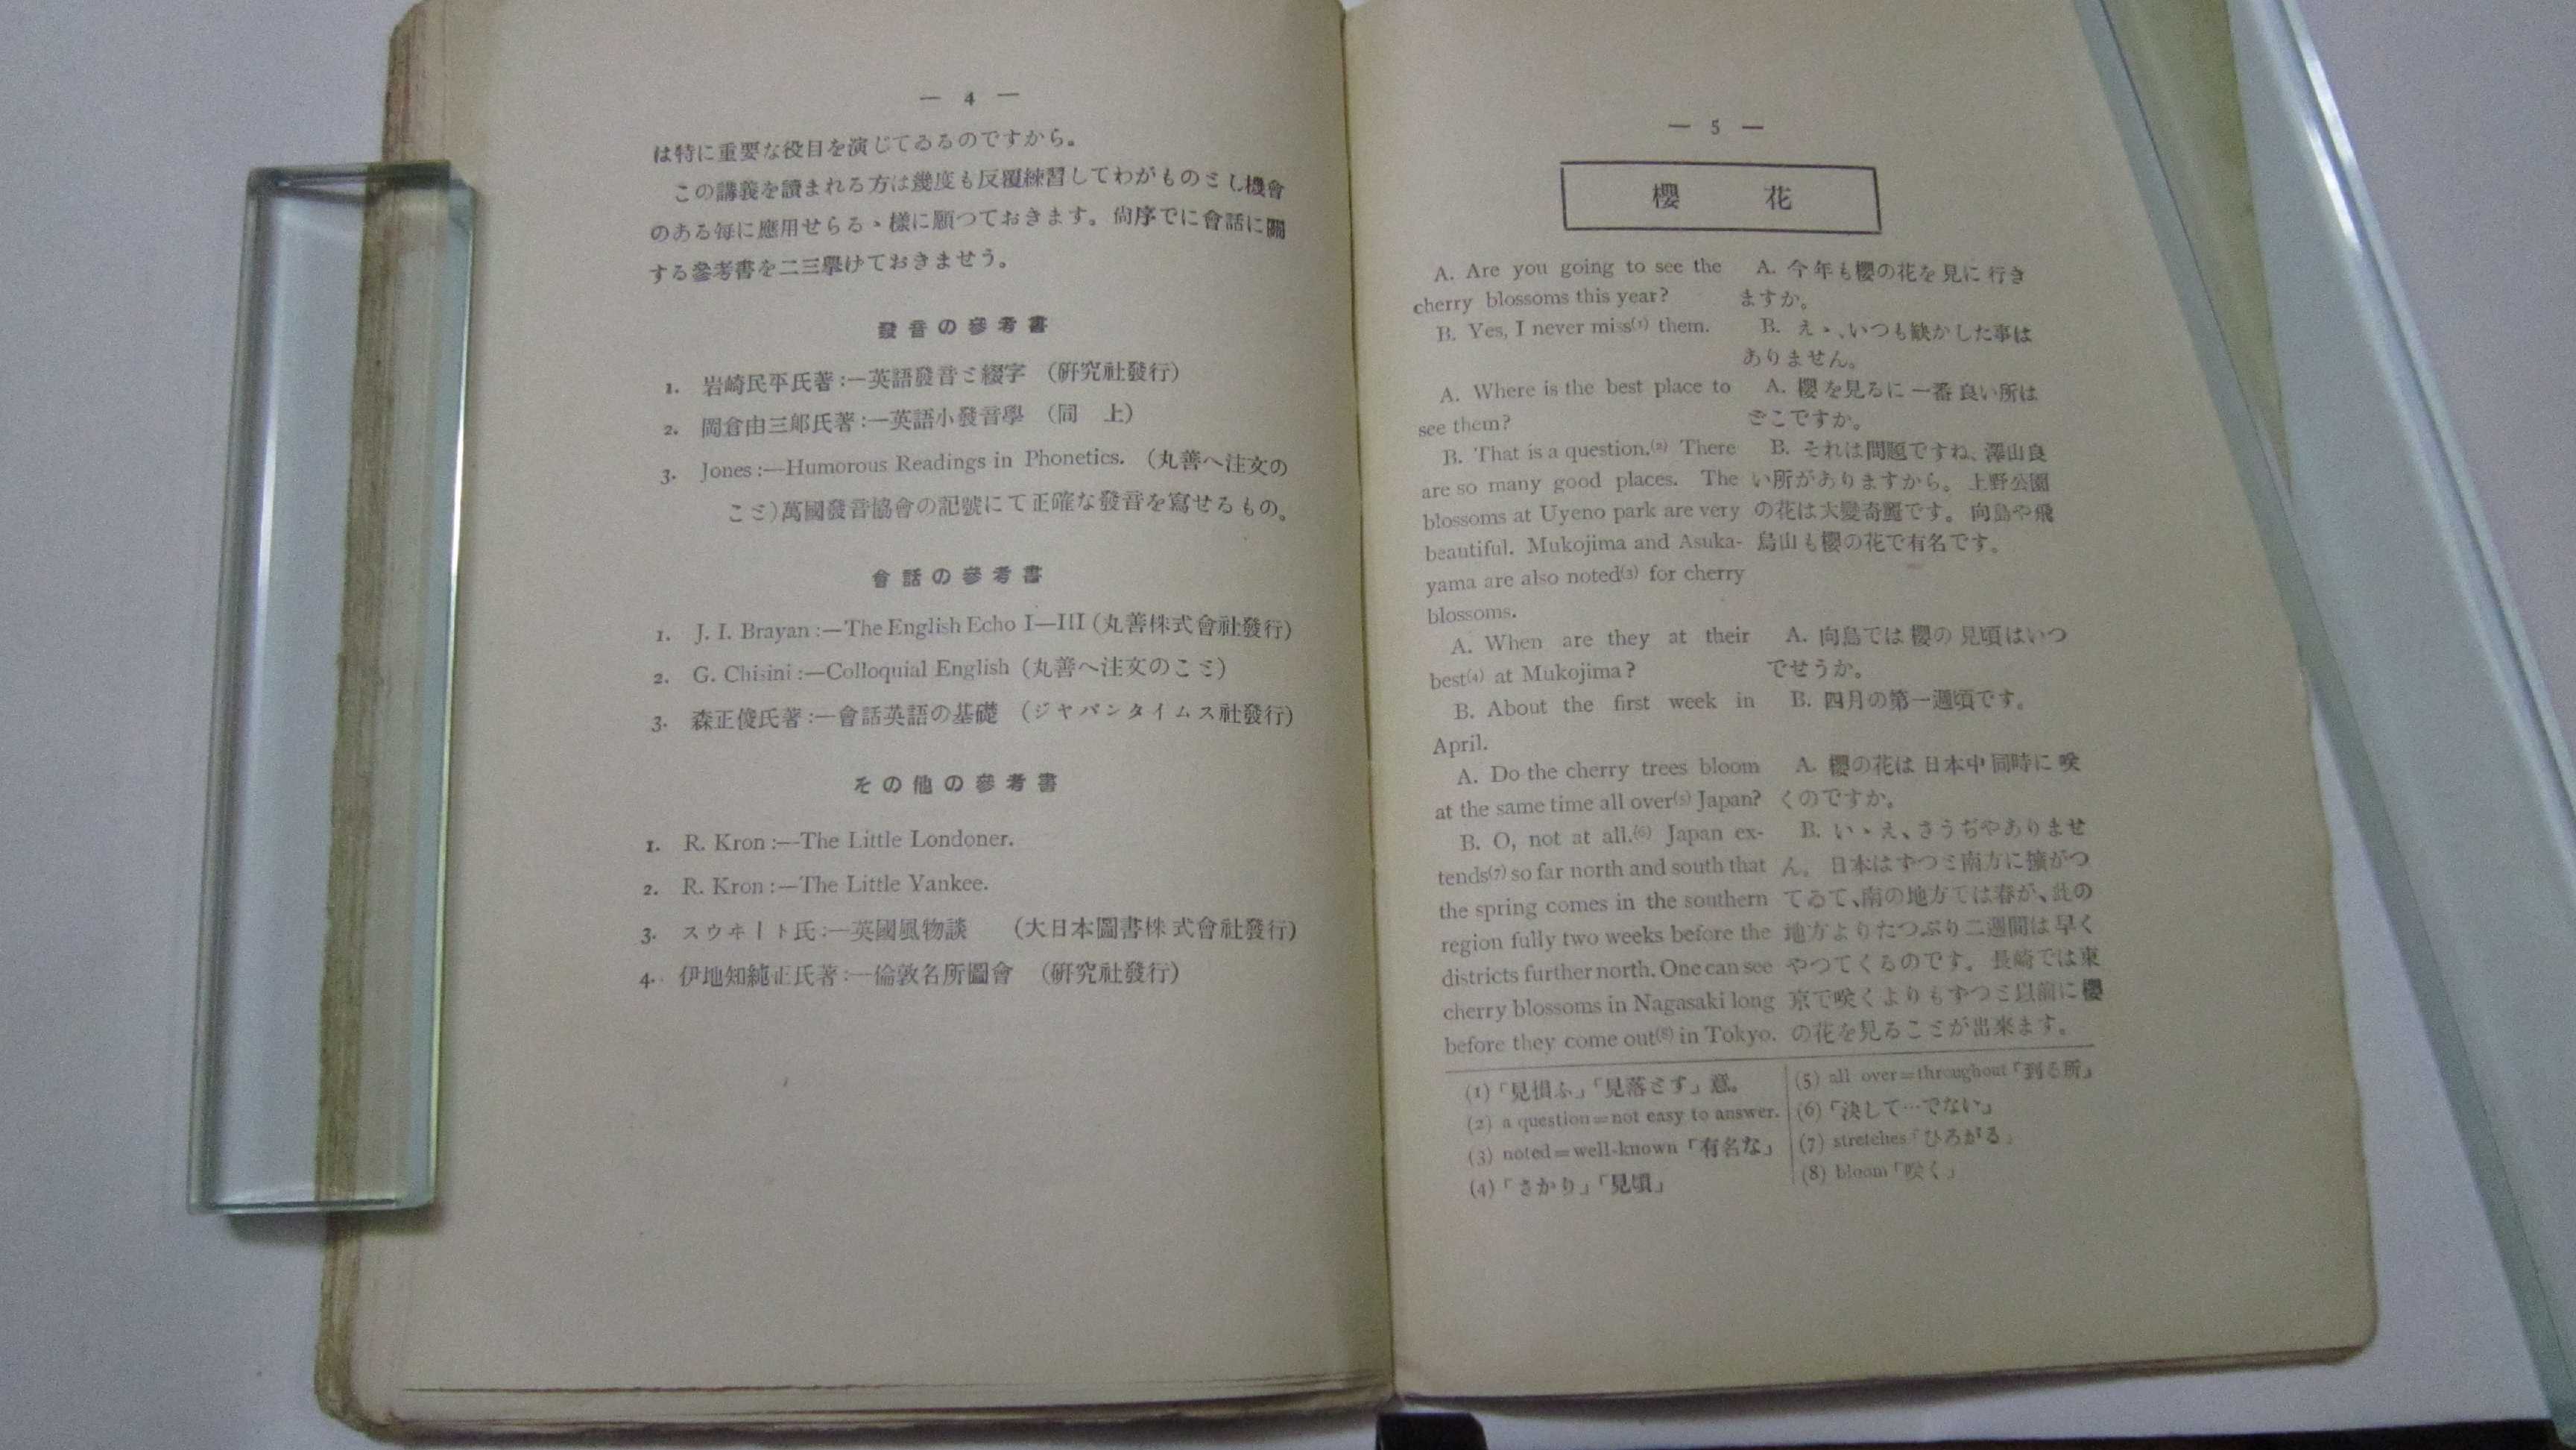 — 4 —
は特に重要な役目を演じてゐるのですから。
この講義を讀まれる方は幾度も反覆練習してわがものとし機會
のある毎に應用せらるゝ樣に願つておきます。尙序でに會話に關
する參考書を二三擧けておきませう。
發音の參考書
1. 岩崎民平氏著:—英語發音と綴字 (硏究社發行)
2. 岡倉由三郞氏著:—英語小發音學 (同 上)
3. Jones:—Humorous Readings in Phonetics. (丸善へ注文の
こと)萬國發音協會の記號にて正確な發音を寫せるもの。
會話の參考書
1. J. I. Brayan:—The English Echo I—III (丸善株式會社發行)
2. G. Chisini:—Colloquial English (丸善へ注文のこと)
3. 森正俊氏著:—會話英語の基礎 (ジヤパンタイムス社發行)
その他の參考書
1. R. Kron:—The Little Londoner.
2. R. Kron:—The Little Yankee.
3. スウヰート氏:—英國風物談 (大日本圖書株式會社發行)
4. 伊地知純正氏著:—倫敦名所圖會 (硏究社發行)
— 5 —
櫻 花
A. Are you going to see the
cherry blossoms this year?
B. Yes, I never miss(1) them.
A. Where is the best place to
see them?
B. That is a question.(2) There
are so many good places. The
blossoms at Uyeno park are very
beautiful. Mukojima and Asuka-
yama are also noted(3) for cherry
blossoms.
A. When are they at their
best(4) at Mukojima?
B. About the first week in
April.
A. Do the cherry trees bloom
at the same time all over(5) Japan?
B. O, not at all.(6) Japan ex-
tends(7) so far north and south that
the spring comes in the southern
region fully two weeks before the
districts further north. One can see
cherry blossoms in Nagasaki long
before they come out(8) in Tokyo.
A. 今年も櫻の花を見に行き
ますか。
B. えゝ、いつも缺かした事は
ありません。
A. 櫻を見るに一番良い所は
どこですか。
B. それは問題ですね、澤山良
い所がありますから。上野公園
の花は大變奇麗です。向島や飛
鳥山も櫻の花で有名です。
A. 向島では櫻の見頃はいつ
でせうか。
B. 四月の第一週頃です。
A. 櫻の花は日本中同時に咲
くのですか。
B. いゝえ、さうぢやありませ
ん。日本はずつと南方に擴がつ
てゐて、南の地方では春が、北の
地方よりたつぷり二週間は早く
やつてくるのです。長崎では東
京で咲くよりもずつと以前に櫻
の花を見ることが出來ます。
(1)「見損ふ」「見落とす」意。
(2) a question=not easy to answer.
(3) noted=well-known「有名な」
(4)「さかり」「見頃」
(5) all over=throughout「到る所」
(6)「決して…でない」
(7) stretches「ひろがる」
(8) bloom「咲く」